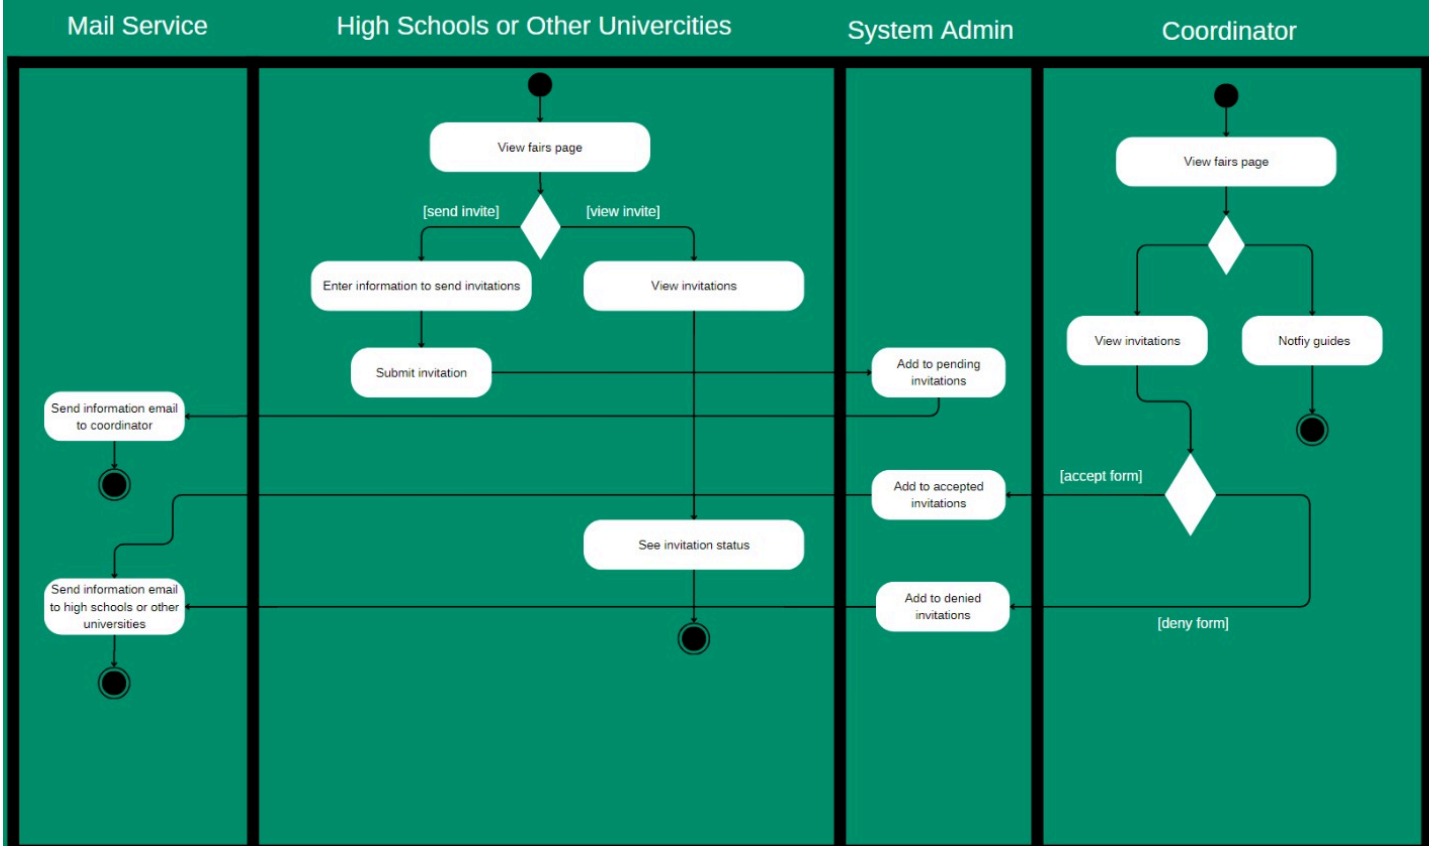 Mail Service
High Schools or Other Univercities
System Admin
Coordinator
View fairs page
View fairs page
[send invite]
[view invite]
Enter information to send invitations
View invitations
View invitations
Notfiy guides
Submit invitation
Add to pending
invitations
Send information email
to coordinator
[accept form]
Add to accepted
invitations
See invitation status
Send information email
to high schools or other
universities
Add to denied
invitations
[deny form]